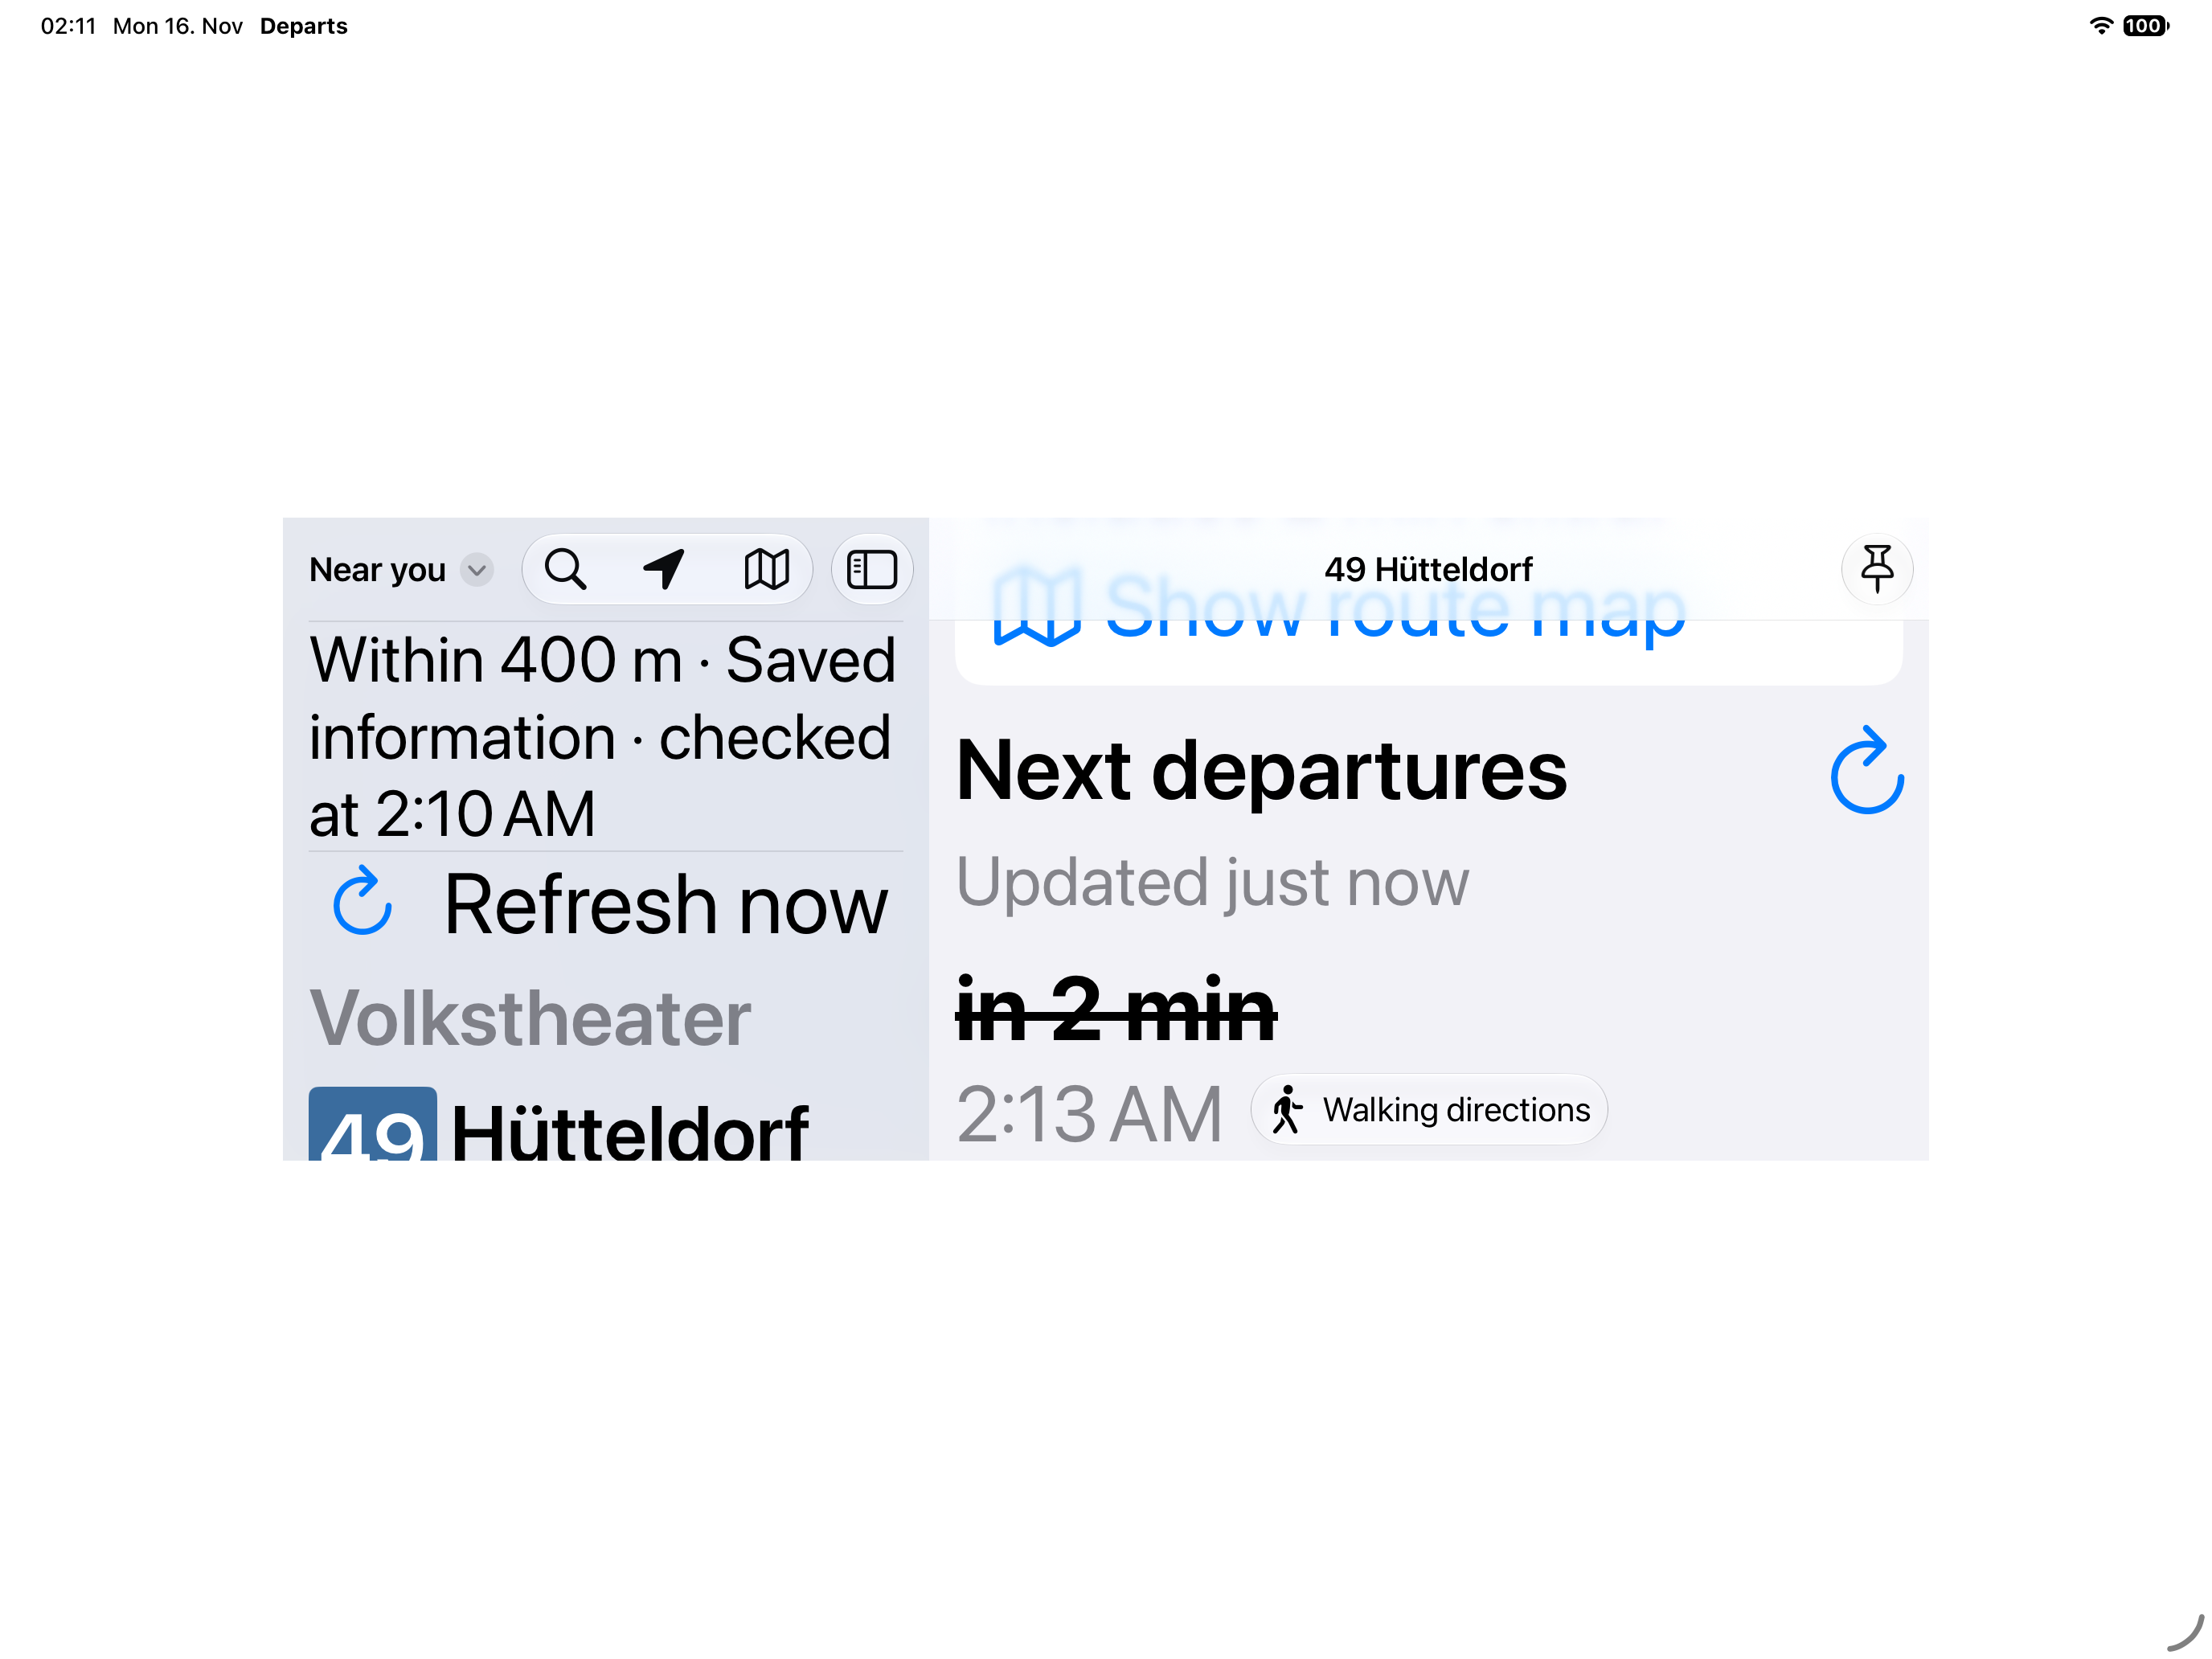 02:11 Mon 16. Nov Departs
100
Near you
Within 400 m · Saved
information · checked
at 2:10 AM
Refresh now
Volkstheater
49 Hütteldorf
49 Hütteldorf
Show route map
Next departures
Updated just now
in 2 min
2:13 AM Walking directions